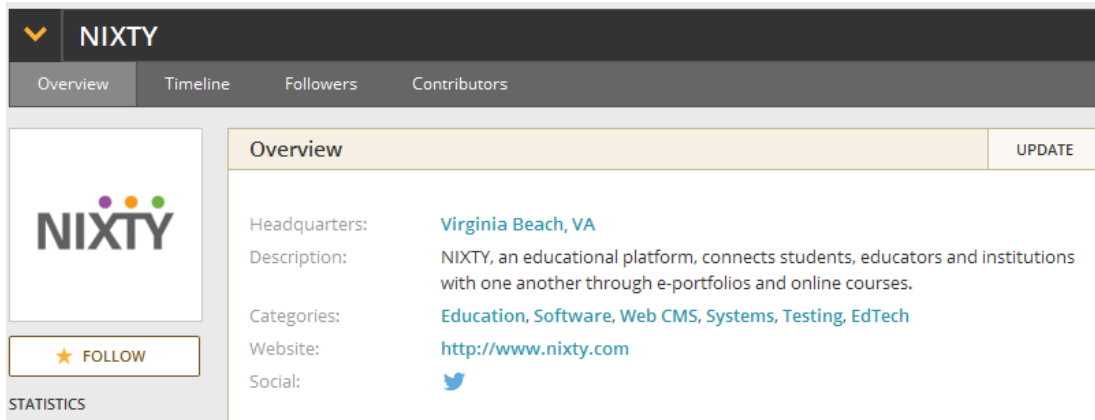 NIXTY
Overview Timeline Followers Contributors
NIXTY
FOLLOW
STATISTICS
Overview UPDATE
Headquarters: Virginia Beach, VA
Description: NIXTY, an educational platform, connects students, educators and institutions
with one another through e-portfolios and online courses.
Categories: Education, Software, Web CMS, Systems, Testing, EdTech
Website: http://www.nixty.com
Social: